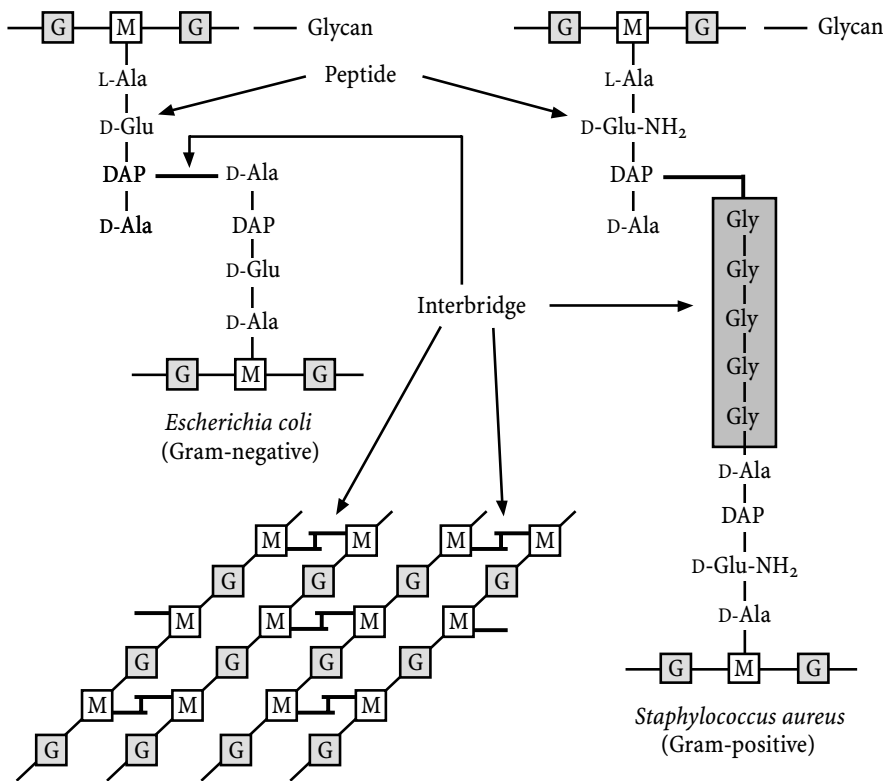 G M G Glycan
L-Ala
D-Glu
DAP D-Ala
D-Ala DAP
D-Glu
D-Ala
G M G
Escherichia coli
(Gram-negative)
Peptide
Interbridge
G M G Glycan
L-Ala
D-Glu-NH₂
DAP
D-Ala
Gly
Gly
Gly
Gly
Gly
D-Ala
DAP
D-Glu-NH₂
D-Ala
G M G
Staphylococcus aureus
(Gram-positive)
M M M M
G G G G
M M M M
G G G G
M M M M
G G G G